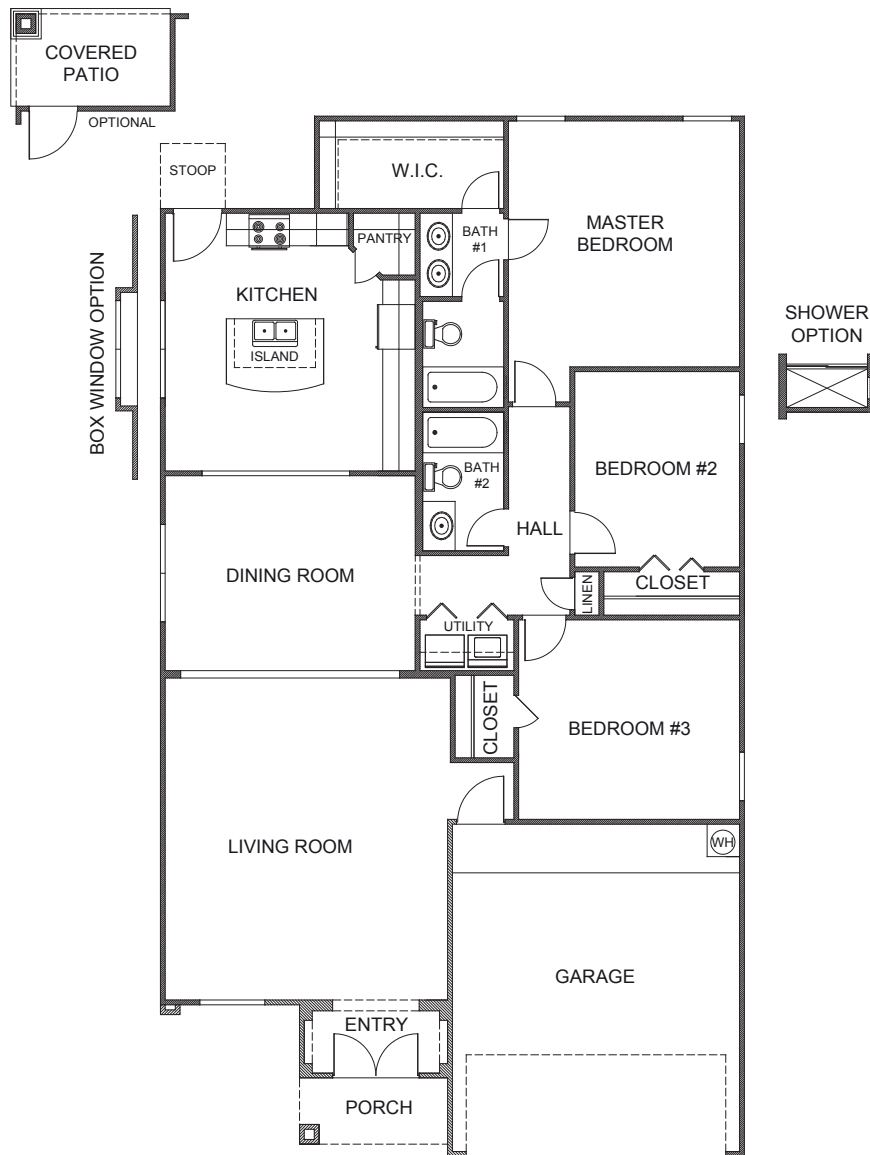 COVERED
PATIO
OPTIONAL
STOOP
W.I.C.
MASTER
BEDROOM
BATH
#1
PANTRY
KITCHEN
ISLAND
BOX WINDOW OPTION
SHOWER
OPTION
BEDROOM #2
BATH
#2
HALL
DINING ROOM
LINEN
CLOSET
UTILITY
CLOSET
BEDROOM #3
LIVING ROOM
WH
GARAGE
ENTRY
PORCH